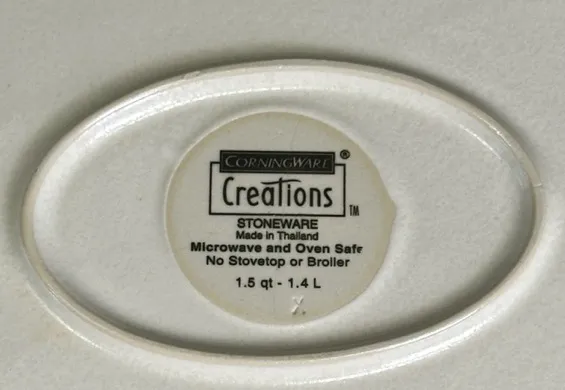 CORNINGWARE ®
Creations ™
STONEWARE
Made in Thailand
Microwave and Oven Safe
No Stovetop or Broiler
1.5 qt - 1.4 L
X